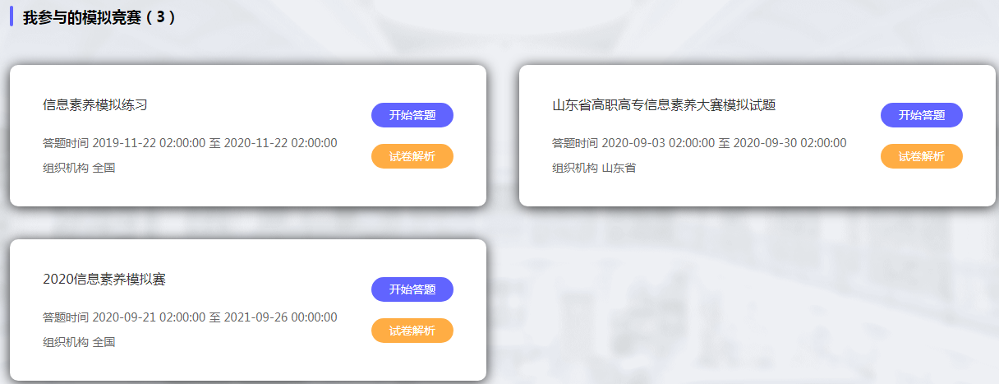 我参与的模拟竞赛（3）
信息素养模拟练习
开始答题
答题时间 2019-11-22 02:00:00 至 2020-11-22 02:00:00
试卷解析
组织机构 全国
山东省高职高专信息素养大赛模拟试题
开始答题
答题时间 2020-09-03 02:00:00 至 2020-09-30 02:00:00
试卷解析
组织机构 山东省
2020信息素养模拟赛
开始答题
答题时间 2020-09-21 02:00:00 至 2021-09-26 00:00:00
试卷解析
组织机构 全国